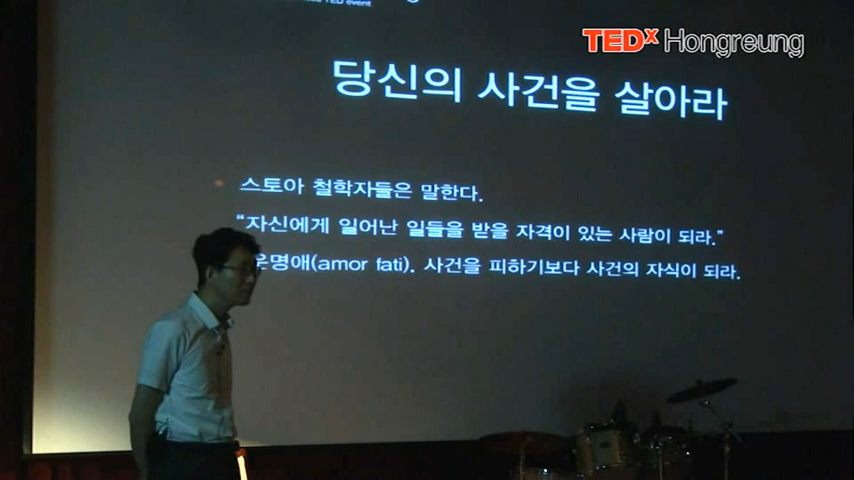 TED event
TEDx Hongreung
당신의 사건을 살아라
스토아 철학자들은 말한다.
“자신에게 일어난 일들을 받을 자격이 있는 사람이 되라.”
운명애(amor fati). 사건을 피하기보다 사건의 자식이 되라.